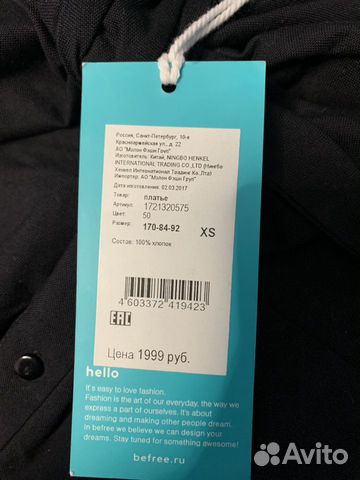 Россия, Санкт-Петербург, 10-я
Красноармейская ул., д. 22
АО "Мэлон Фэшн Груп"
Изготовитель: Китай, NINGBO HENKEL
INTERNATIONAL TRADING CO.,LTD (Нингбо
Хенкел Интернатионал Традинг Ко.,Лтд)
Импортер: АО "Мэлон Фэшн Груп"
Дата изготовления: 02.03.2017
Товар: платье
Артикул: 1721320575
Цвет: 50
Размер: 170-84-92 XS
Состав: 100% хлопок
4 603372 419423
EAC
Цена 1999 руб.
hello
It's easy to love fashion.
Fashion is the art of our everyday, the way we
express a part of ourselves. It's about
dreaming and making other people dream.
In befree we believe we can design your
dreams. Stay tuned for something awesome!
befree.ru
Avito